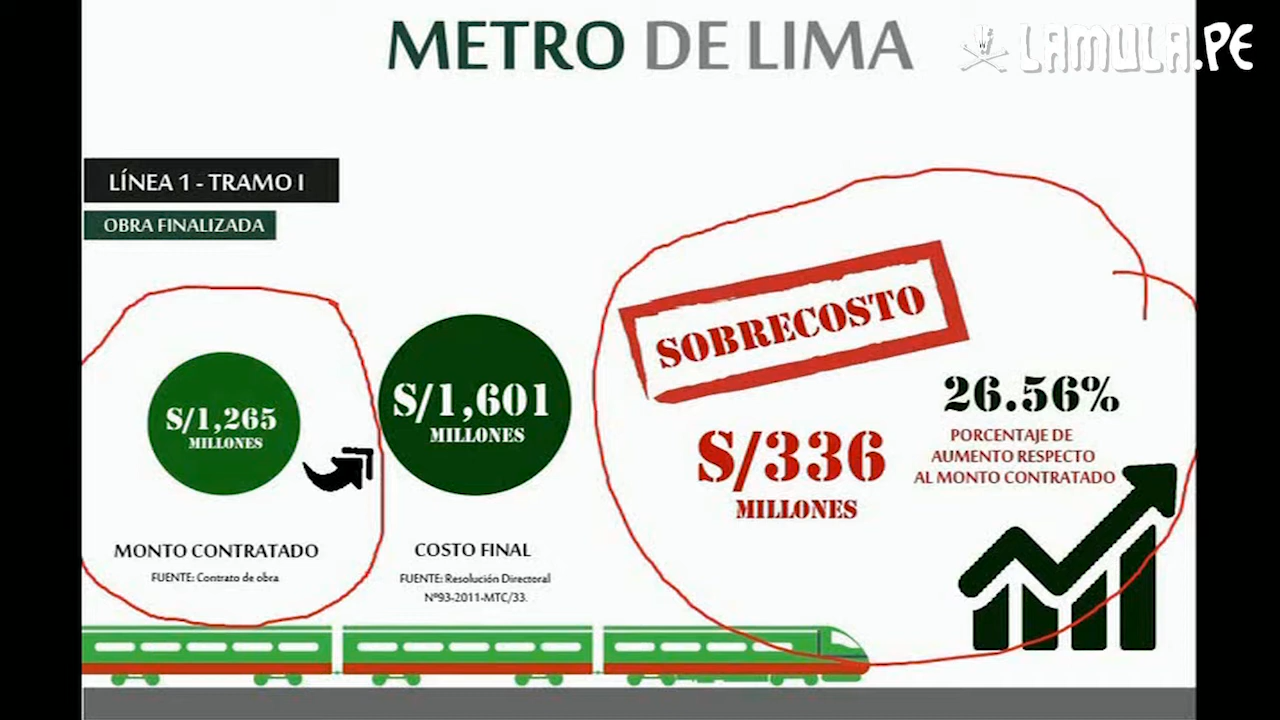 METRO DE LIMA
LAMULA.PE
LÍNEA 1 - TRAMO I
OBRA FINALIZADA
S/1,265
MILLONES
MONTO CONTRATADO
FUENTE: Contrato de obra
S/1,601
MILLONES
COSTO FINAL
FUENTE: Resolución Directoral
Nº93-2011-MTC/33.
SOBRECOSTO
S/336
MILLONES
26.56%
PORCENTAJE DE
AUMENTO RESPECTO
AL MONTO CONTRATADO